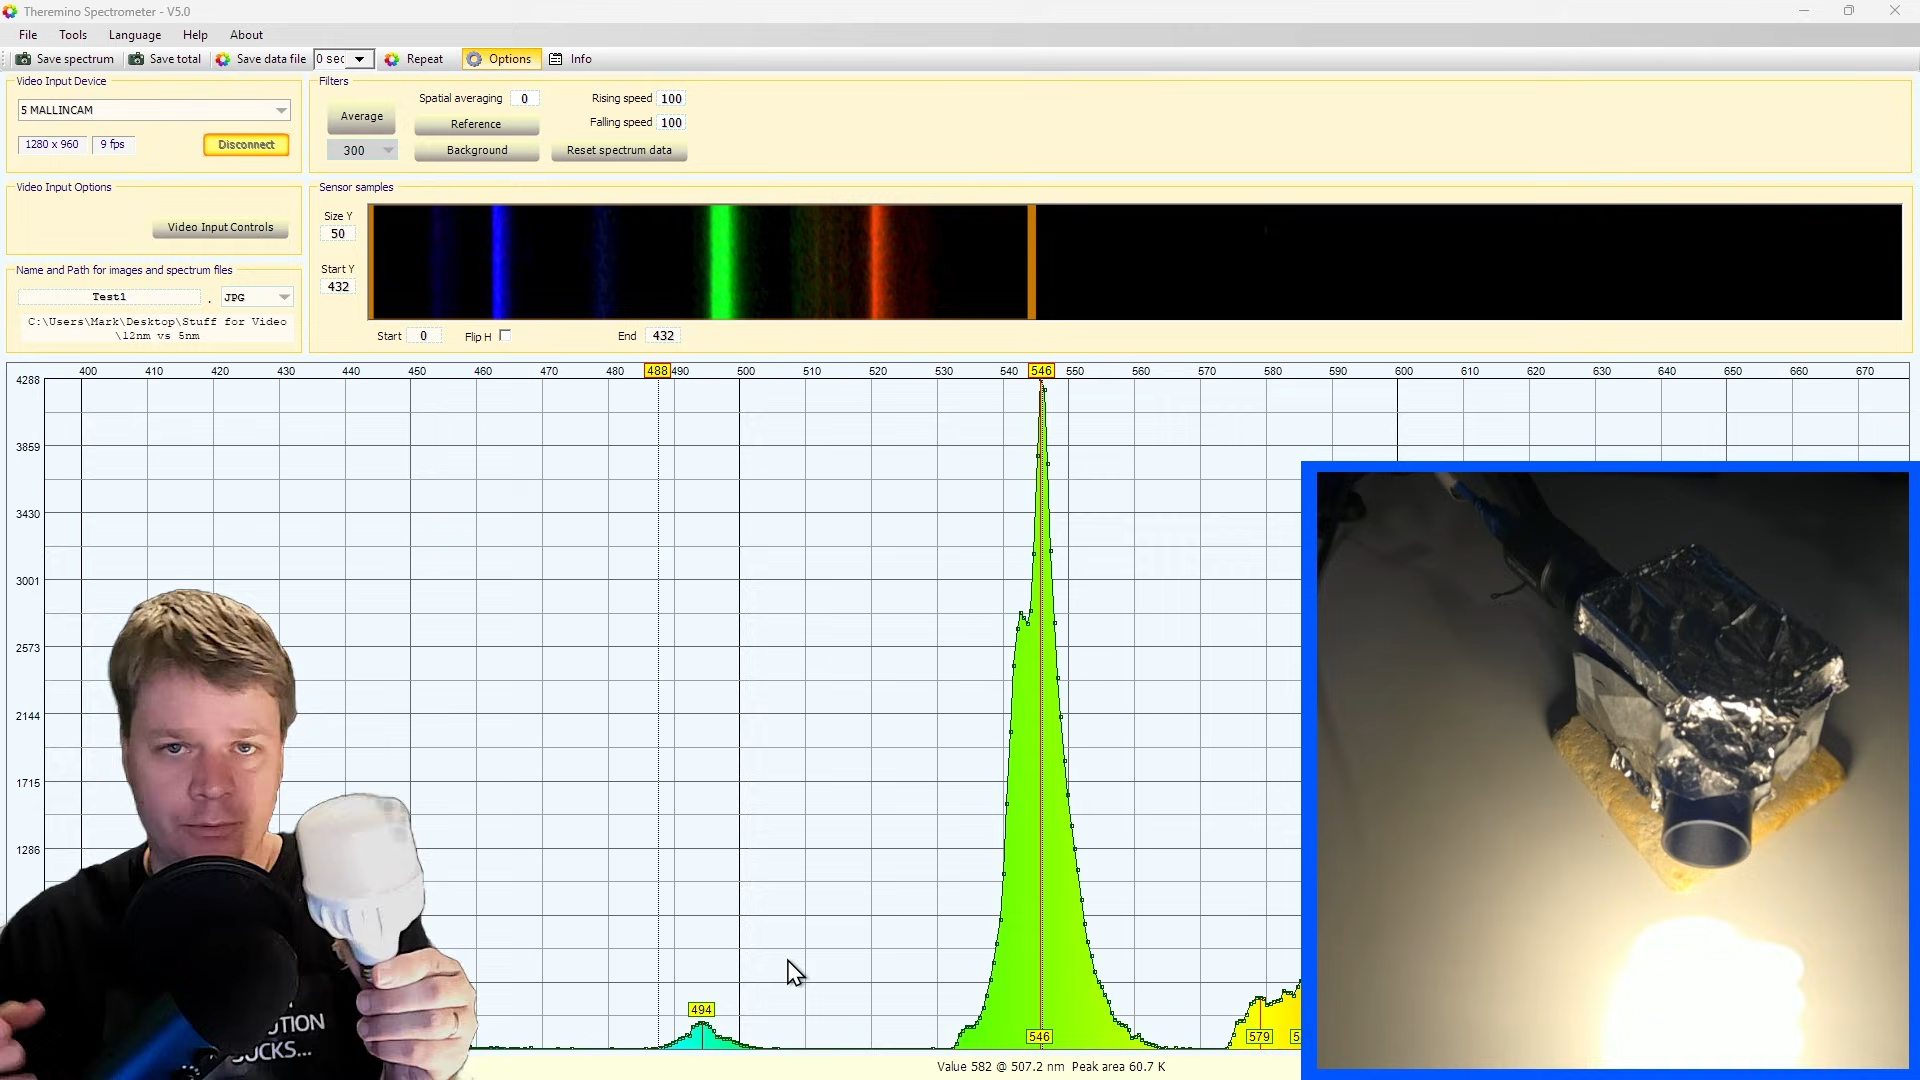 Theremino Spectrometer - V5.0
File Tools Language Help About
Save spectrum Save total Save data file 0 sec Repeat Options Info
Video Input Device
5 MALLINCAM
1280 x 960 9 fps Disconnect
Video Input Options
Video Input Controls
Name and Path for images and spectrum files
Test1 . JPG
C:\Users\Mark\Desktop\Stuff for Video
\12nm vs 5nm
Filters
Spatial averaging 0 Rising speed 100
Average Reference Falling speed 100
300 Background Reset spectrum data
Sensor samples
Size Y
50
Start Y
432
Start 0 Flip H End 432
400 410 420 430 440 450 460 470 480 488 490 500 510 520 530 540 546 550 560 570 580 590 600 610 620 630 640 650 660 670
4288
3859
3430
3001
2573
2144
1715
1286
494
546
579
UTION
SUCKS...
Value 582 @ 507.2 nm Peak area 60.7 K